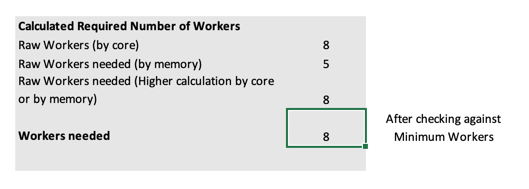 Calculated Required Number of Workers
Raw Workers (by core) 8
Raw Workers needed (by memory) 5
Raw Workers needed (Higher calculation by core
or by memory) 8
Workers needed 8
After checking against
Minimum Workers